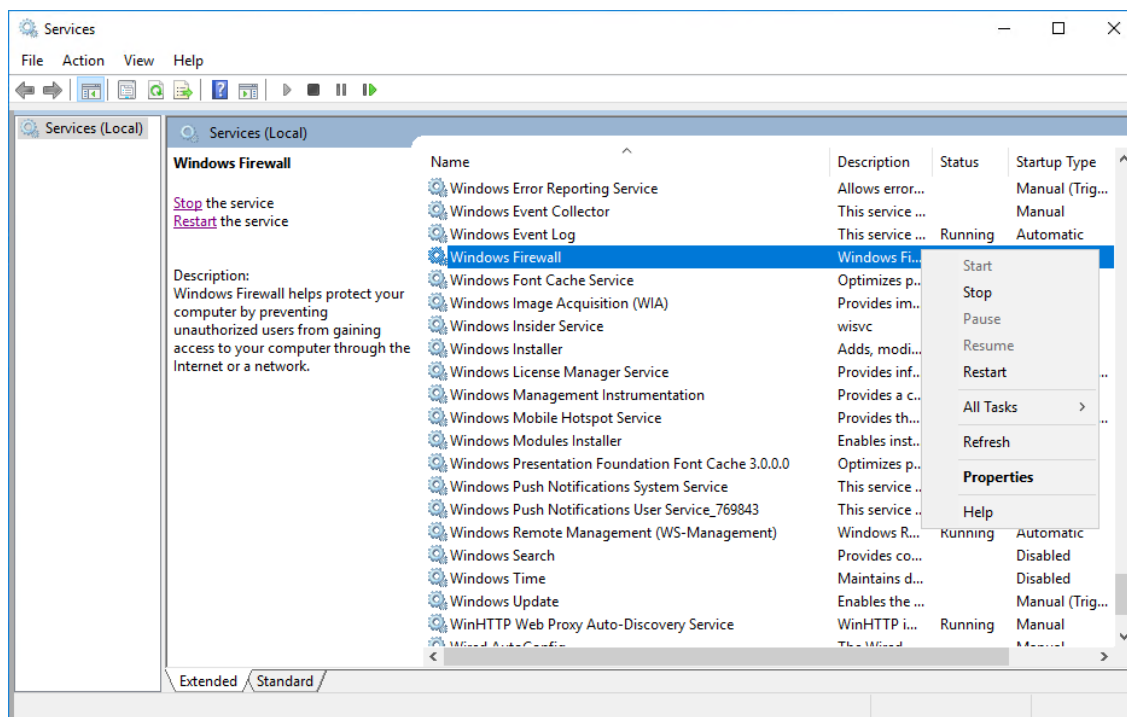 Services
File Action View Help
Services (Local)
Services (Local)
Windows Firewall
Stop the service
Restart the service
Description:
Windows Firewall helps protect your
computer by preventing
unauthorized users from gaining
access to your computer through the
Internet or a network.
Name Description Status Startup Type
Windows Error Reporting Service Allows error... Manual (Trig...
Windows Event Collector This service ... Manual
Windows Event Log This service ... Running Automatic
Windows Firewall Windows Fi...
Windows Font Cache Service Optimizes p...
Windows Image Acquisition (WIA) Provides im...
Windows Insider Service wisvc
Windows Installer Adds, modi...
Windows License Manager Service Provides inf...
Windows Management Instrumentation Provides a c...
Windows Mobile Hotspot Service Provides th...
Windows Modules Installer Enables inst...
Windows Presentation Foundation Font Cache 3.0.0.0 Optimizes p...
Windows Push Notifications System Service This service ..
Windows Push Notifications User Service_769843 This service ..
Windows Remote Management (WS-Management) Windows R... Running Automatic
Windows Search Provides co... Disabled
Windows Time Maintains d... Disabled
Windows Update Enables the ... Manual (Trig...
WinHTTP Web Proxy Auto-Discovery Service WinHTTP i... Running Manual
Start
Stop
Pause
Resume
Restart
All Tasks
Refresh
Properties
Help
Extended Standard